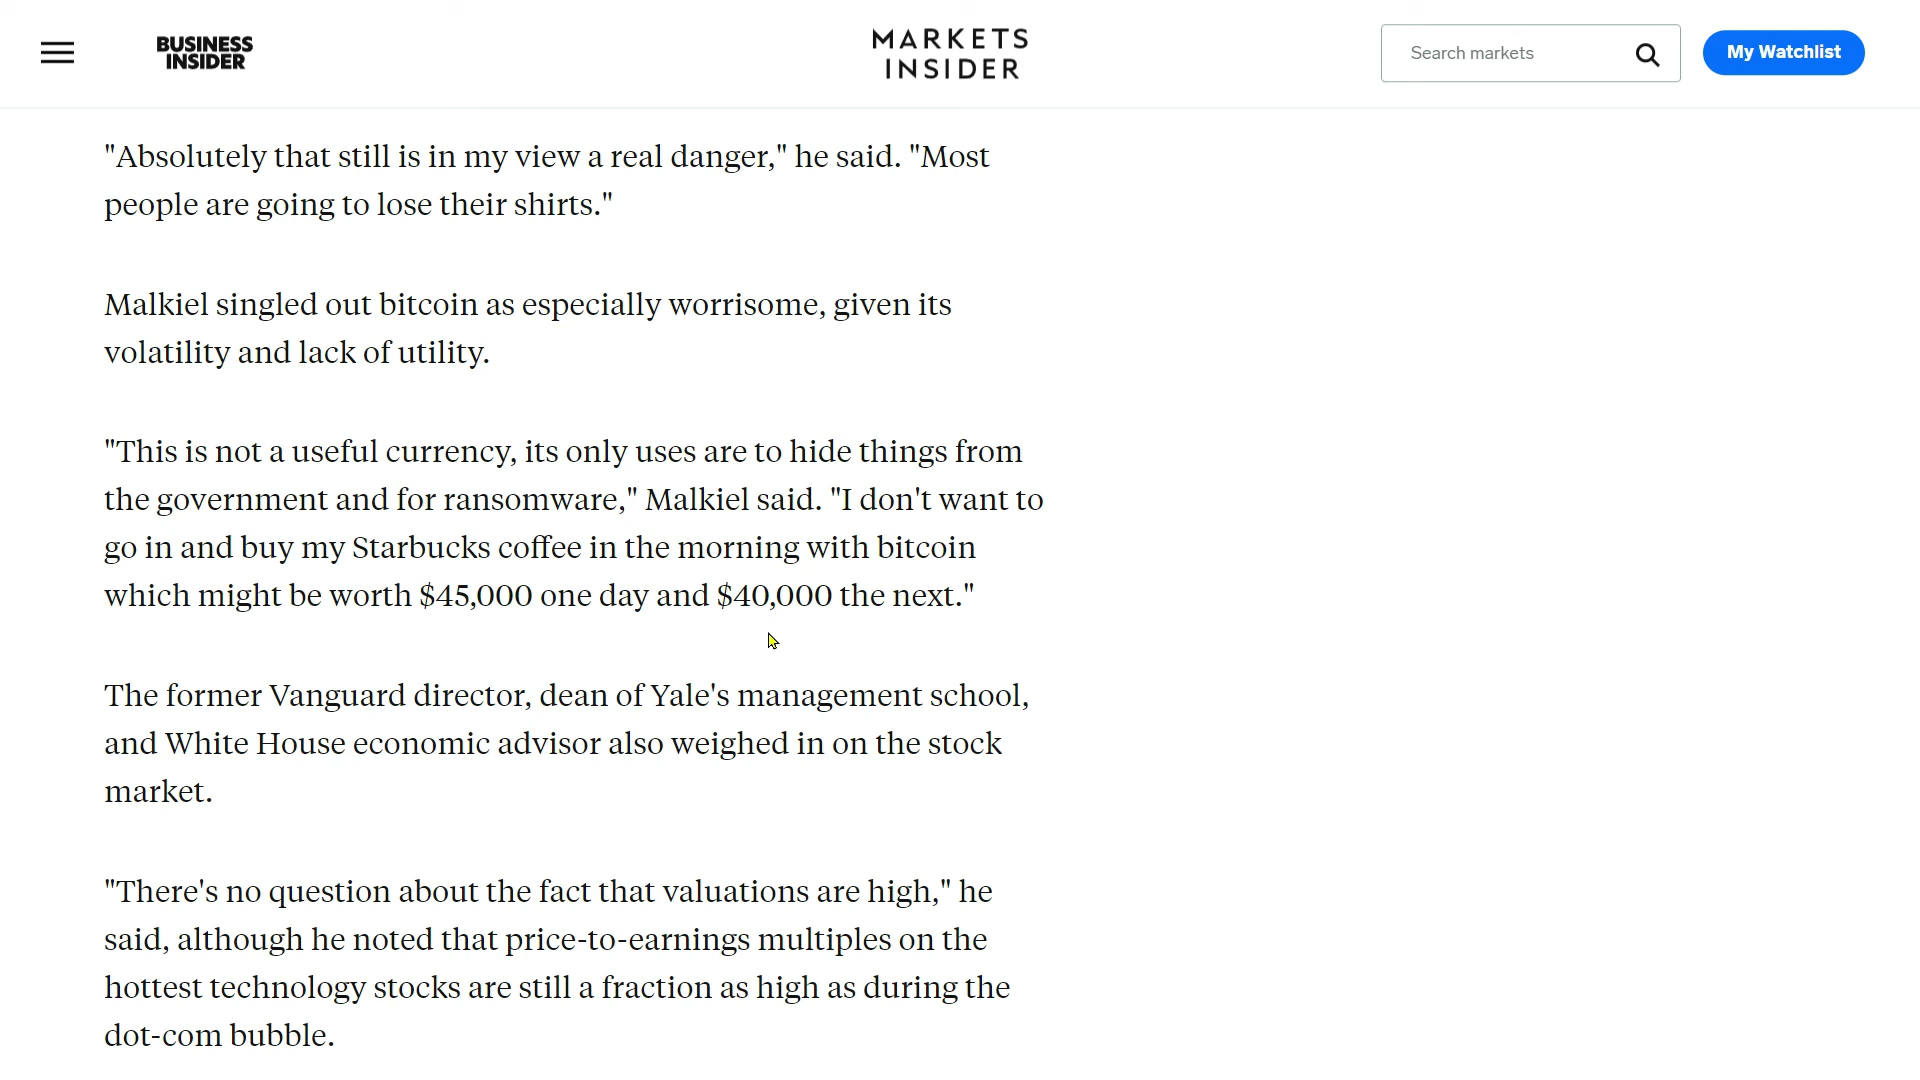 BUSINESS
INSIDER
MARKETS
INSIDER
Search markets
My Watchlist
"Absolutely that still is in my view a real danger," he said. "Most
people are going to lose their shirts."
Malkiel singled out bitcoin as especially worrisome, given its
volatility and lack of utility.
"This is not a useful currency, its only uses are to hide things from
the government and for ransomware," Malkiel said. "I don't want to
go in and buy my Starbucks coffee in the morning with bitcoin
which might be worth $45,000 one day and $40,000 the next."
The former Vanguard director, dean of Yale's management school,
and White House economic advisor also weighed in on the stock
market.
"There's no question about the fact that valuations are high," he
said, although he noted that price-to-earnings multiples on the
hottest technology stocks are still a fraction as high as during the
dot-com bubble.